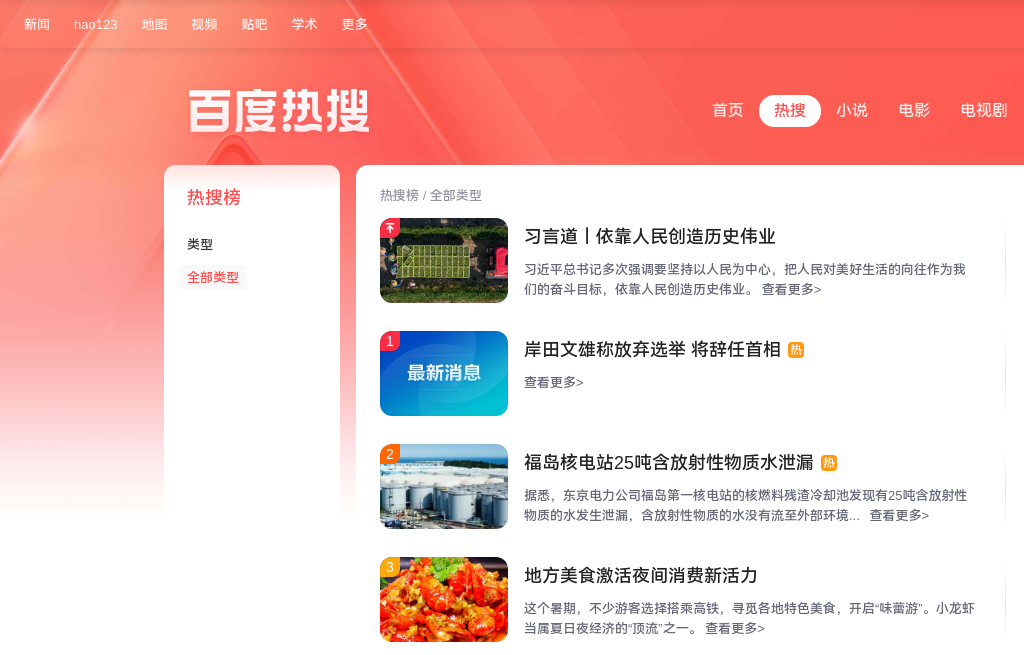 新闻 hao123 地图 视频 贴吧 学术 更多
百度热搜
首页 热搜 小说 电影 电视剧
热搜榜
类型
全部类型
热搜榜 / 全部类型
习言道丨依靠人民创造历史伟业
习近平总书记多次强调要坚持以人民为中心，把人民对美好生活的向往作为我
们的奋斗目标，依靠人民创造历史伟业。 查看更多>
1
最新消息
岸田文雄称放弃选举 将辞任首相 热
查看更多>
2
福岛核电站25吨含放射性物质水泄漏 热
据悉，东京电力公司福岛第一核电站的核燃料残渣冷却池发现有25吨含放射性
物质的水发生泄漏，含放射性物质的水没有流至外部环境... 查看更多>
3
地方美食激活夜间消费新活力
这个暑期，不少游客选择搭乘高铁，寻觅各地特色美食，开启“味蕾游”。小龙虾
当属夏日夜经济的“顶流”之一。 查看更多>